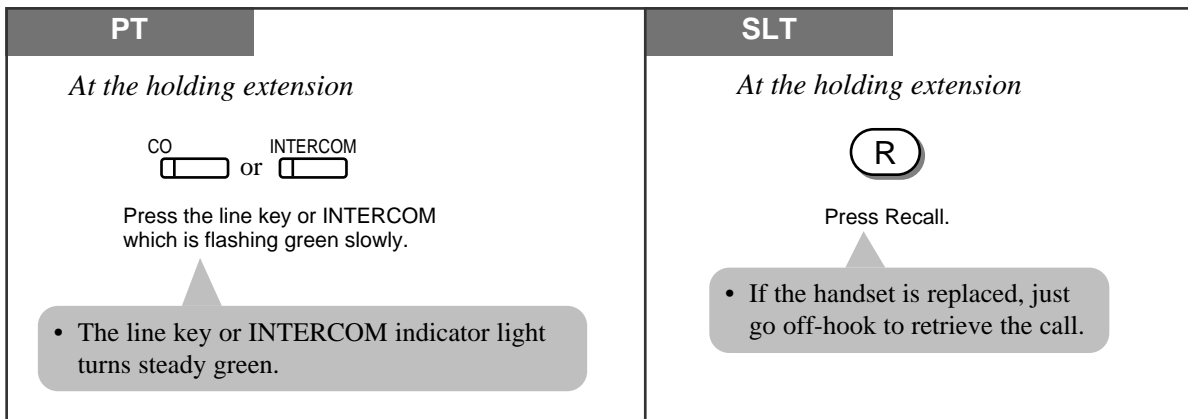 PT
At the holding extension
CO or INTERCOM
Press the line key or INTERCOM
which is flashing green slowly.
• The line key or INTERCOM indicator light
turns steady green.
SLT
At the holding extension
R
Press Recall.
• If the handset is replaced, just
go off-hook to retrieve the call.